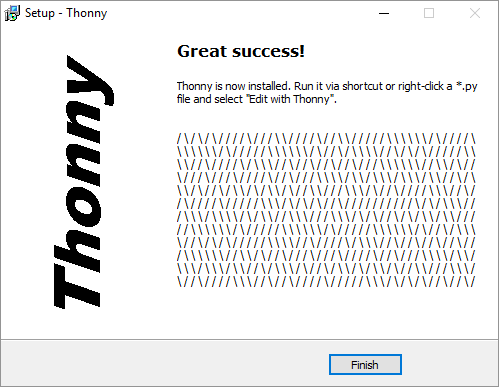 Setup - Thonny
Great success!
Thonny is now installed. Run it via shortcut or right-click a *.py
file and select "Edit with Thonny".
Thonny
Finish